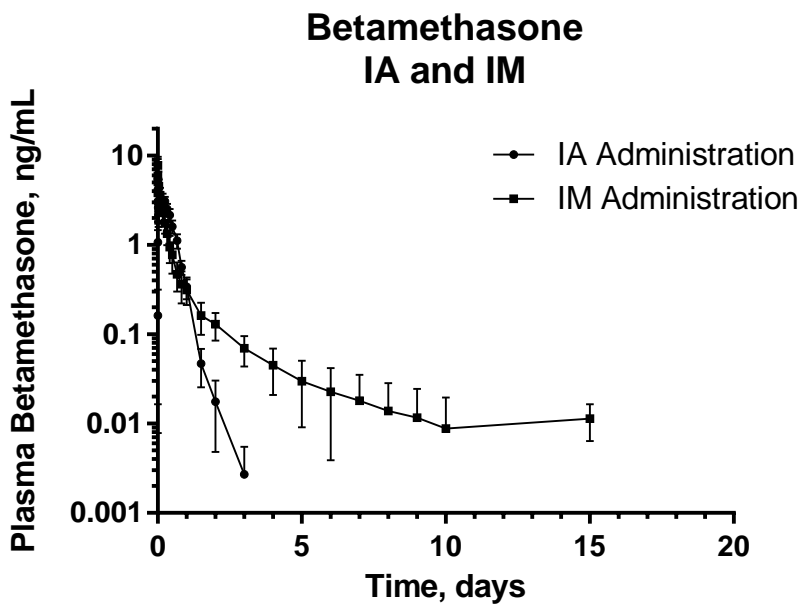 Betamethasone
IA and IM
Plasma Betamethasone, ng/mL
10
1
0.1
0.01
0.001
IA Administration
IM Administration
0
5
10
15
20
Time, days